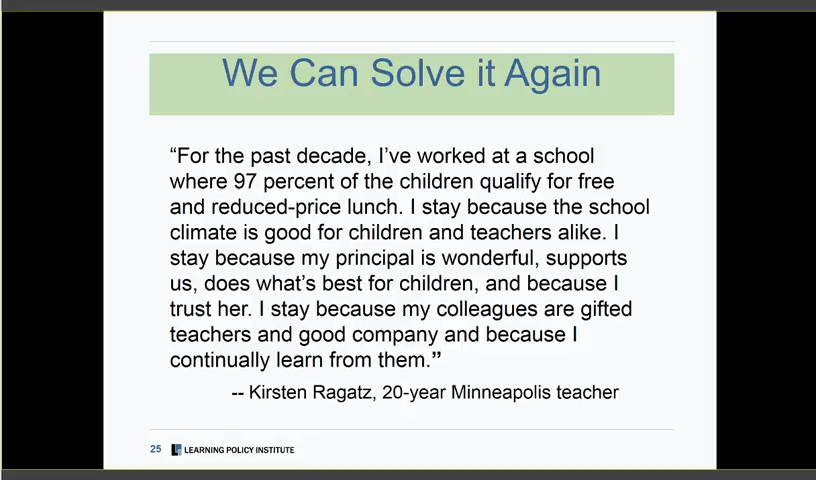 We Can Solve it Again
“For the past decade, I’ve worked at a school
where 97 percent of the children qualify for free
and reduced-price lunch. I stay because the school
climate is good for children and teachers alike. I
stay because my principal is wonderful, supports
us, does what’s best for children, and because I
trust her. I stay because my colleagues are gifted
teachers and good company and because I
continually learn from them.”
-- Kirsten Ragatz, 20-year Minneapolis teacher
25 LEARNING POLICY INSTITUTE